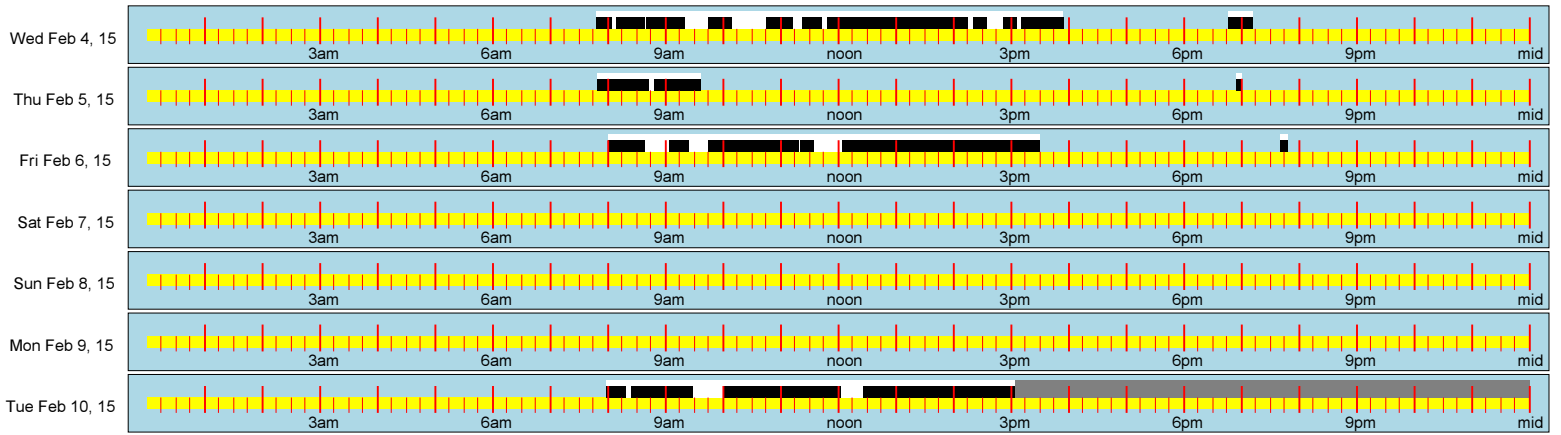 Wed Feb 4, 15
3am 6am 9am noon 3pm 6pm 9pm mid
Thu Feb 5, 15
3am 6am 9am noon 3pm 6pm 9pm mid
Fri Feb 6, 15
3am 6am 9am noon 3pm 6pm 9pm mid
Sat Feb 7, 15
3am 6am 9am noon 3pm 6pm 9pm mid
Sun Feb 8, 15
3am 6am 9am noon 3pm 6pm 9pm mid
Mon Feb 9, 15
3am 6am 9am noon 3pm 6pm 9pm mid
Tue Feb 10, 15
3am 6am 9am noon 3pm 6pm 9pm mid